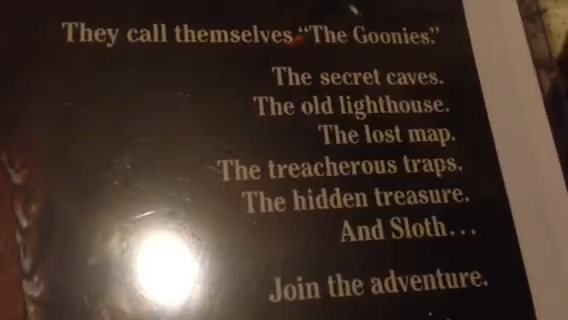 They call themselves "The Goonies."
The secret caves.
The old lighthouse.
The lost map.
The treacherous traps.
The hidden treasure.
And Sloth...
Join the adventure.